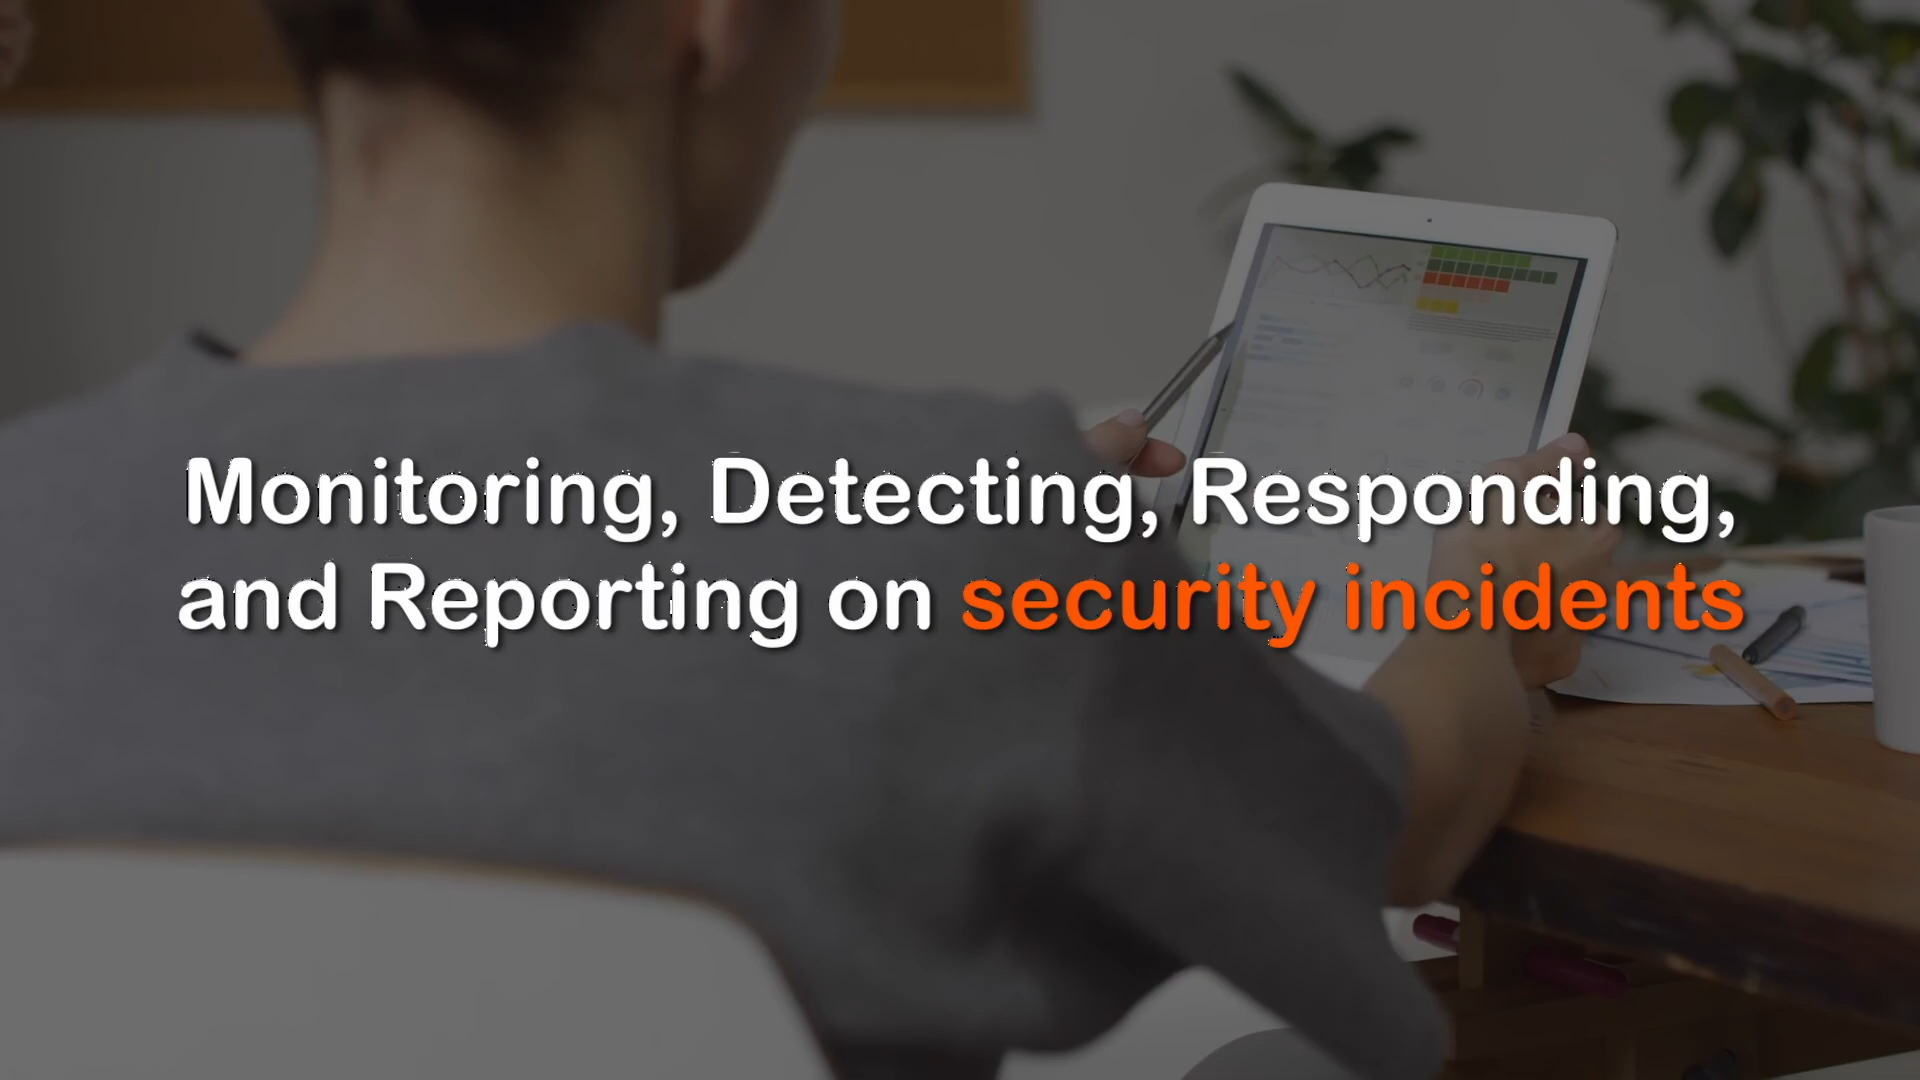 Monitoring, Detecting, Responding,
and Reporting on security incidents